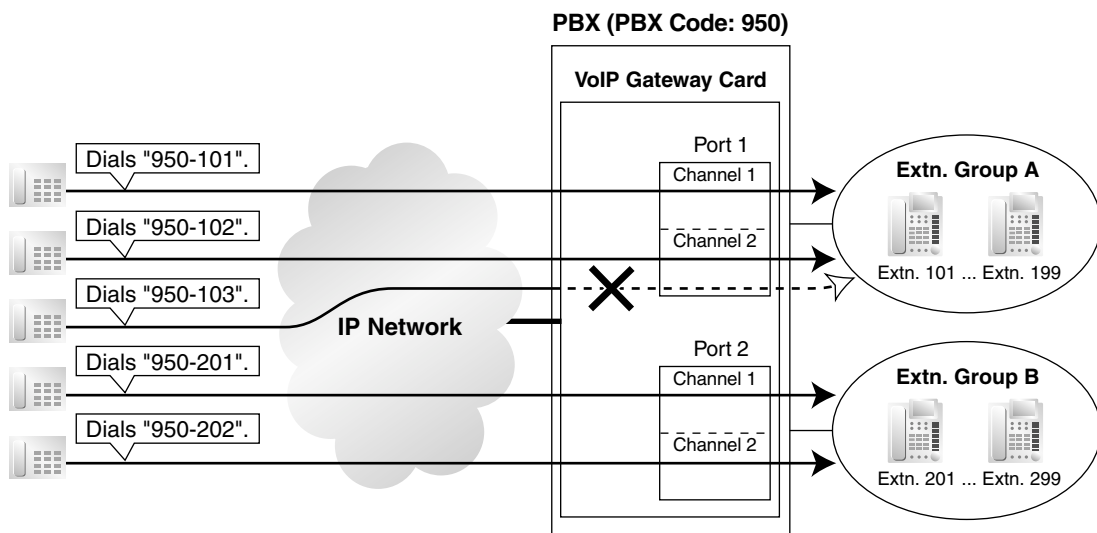 PBX (PBX Code: 950)
VoIP Gateway Card
Dials "950-101".
Port 1
Channel 1
Extn. Group A
Dials "950-102".
Channel 2
Extn. 101 ... Extn. 199
Dials "950-103".
IP Network
Port 2
Dials "950-201".
Channel 1
Extn. Group B
Dials "950-202".
Channel 2
Extn. 201 ... Extn. 299